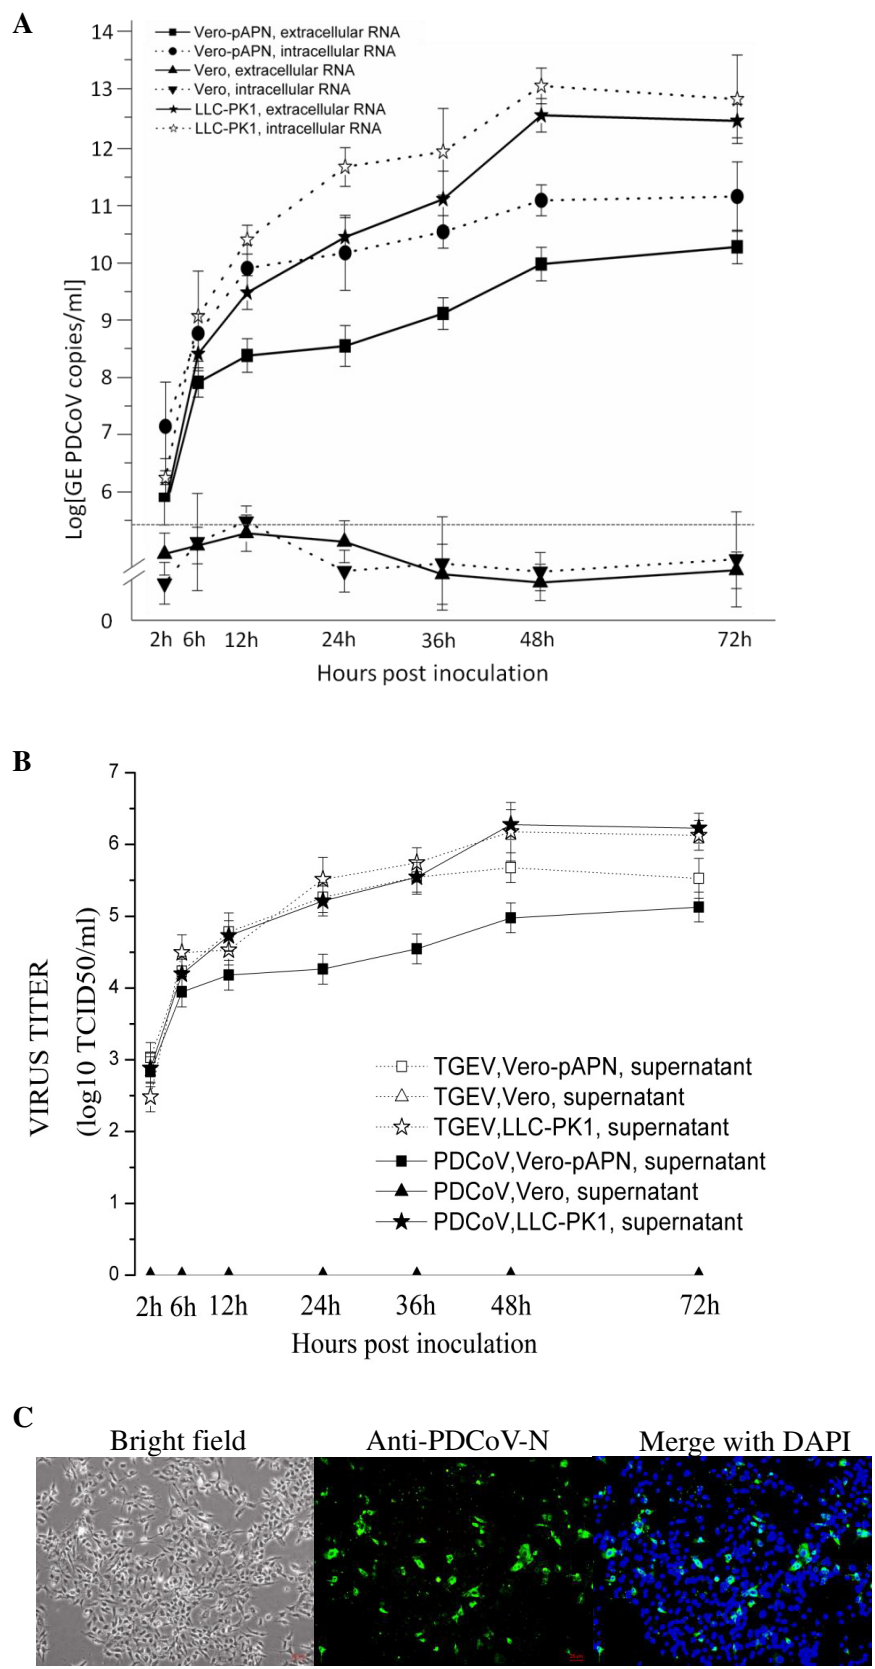 A
14
13
12
11
10
9
8
7
6
0
Log[GE PDCoV copies/ml]
Vero-pAPN, extracellular RNA
Vero-pAPN, intracellular RNA
Vero, extracellular RNA
Vero, intracellular RNA
LLC-PK1, extracellular RNA
LLC-PK1, intracellular RNA
2h 6h 12h 24h 36h 48h 72h
Hours post inoculation
B
7
6
5
4
3
2
1
0
VIRUS TITER
(log10 TCID50/ml)
TGEV,Vero-pAPN, supernatant
TGEV,Vero, supernatant
TGEV,LLC-PK1, supernatant
PDCoV,Vero-pAPN, supernatant
PDCoV,Vero, supernatant
PDCoV,LLC-PK1, supernatant
2h 6h 12h 24h 36h 48h 72h
Hours post inoculation
C
Bright field Anti-PDCoV-N Merge with DAPI